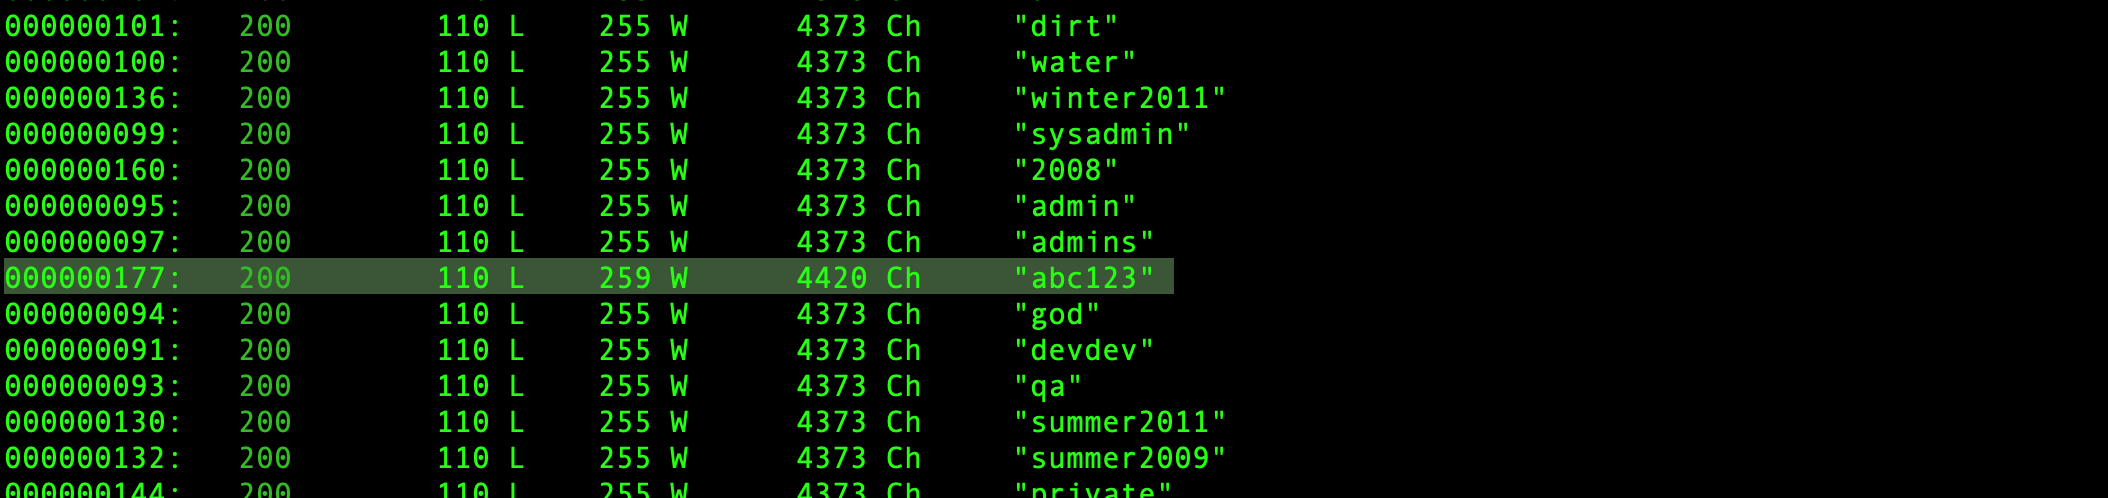 000000101: 200 110 L 255 W 4373 Ch "dirt"
000000100: 200 110 L 255 W 4373 Ch "water"
000000136: 200 110 L 255 W 4373 Ch "winter2011"
000000099: 200 110 L 255 W 4373 Ch "sysadmin"
000000160: 200 110 L 255 W 4373 Ch "2008"
000000095: 200 110 L 255 W 4373 Ch "admin"
000000097: 200 110 L 255 W 4373 Ch "admins"
000000177: 200 110 L 259 W 4420 Ch "abc123"
000000094: 200 110 L 255 W 4373 Ch "god"
000000091: 200 110 L 255 W 4373 Ch "devdev"
000000093: 200 110 L 255 W 4373 Ch "qa"
000000130: 200 110 L 255 W 4373 Ch "summer2011"
000000132: 200 110 L 255 W 4373 Ch "summer2009"
000000144: 200 110 L 255 W 4373 Ch "private"